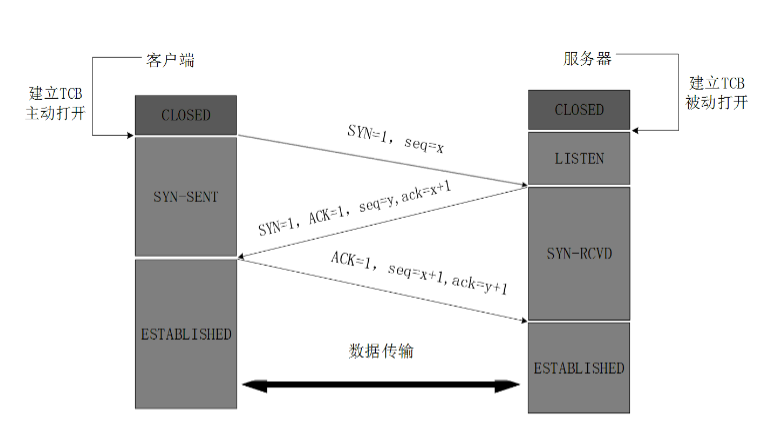 客户端
服务器
建立TCB
主动打开
建立TCB
被动打开
CLOSED
CLOSED
SYN=1, seq=x
LISTEN
SYN-SENT
SYN=1, ACK=1, seq=y,ack=x+1
SYN-RCVD
ACK=1, seq=x+1,ack=y+1
ESTABLISHED
数据传输
ESTABLISHED